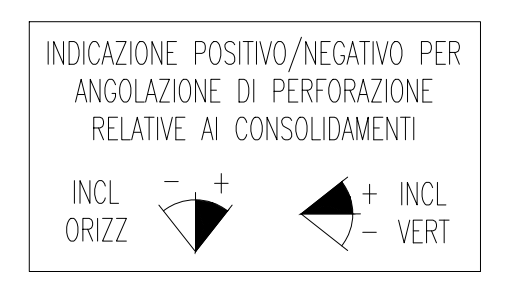 INDICAZIONE POSITIVO/NEGATIVO PER
ANGOLAZIONE DI PERFORAZIONE
RELATIVE AI CONSOLIDAMENTI
INCL
ORIZZ
- +
+
-
INCL
VERT